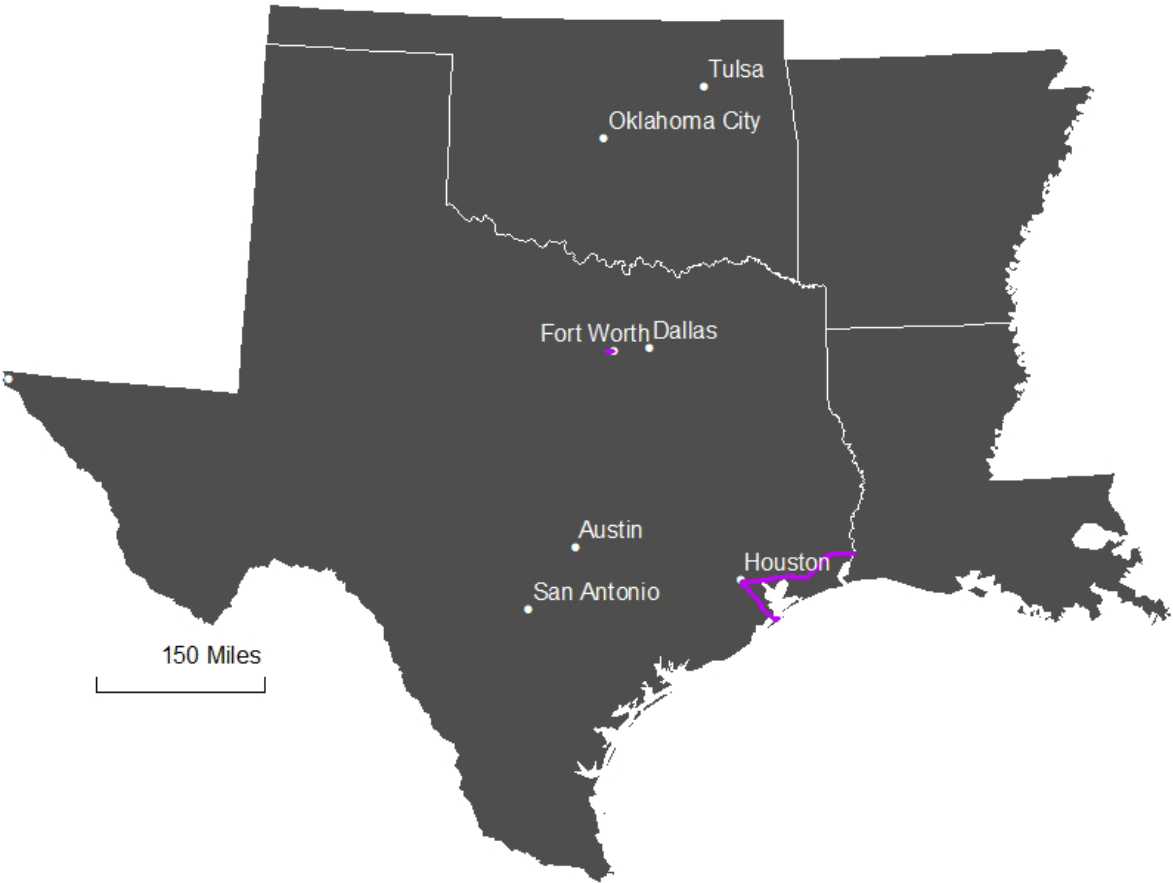 Tulsa
Oklahoma City
Fort Worth Dallas
Austin
Houston
San Antonio
150 Miles